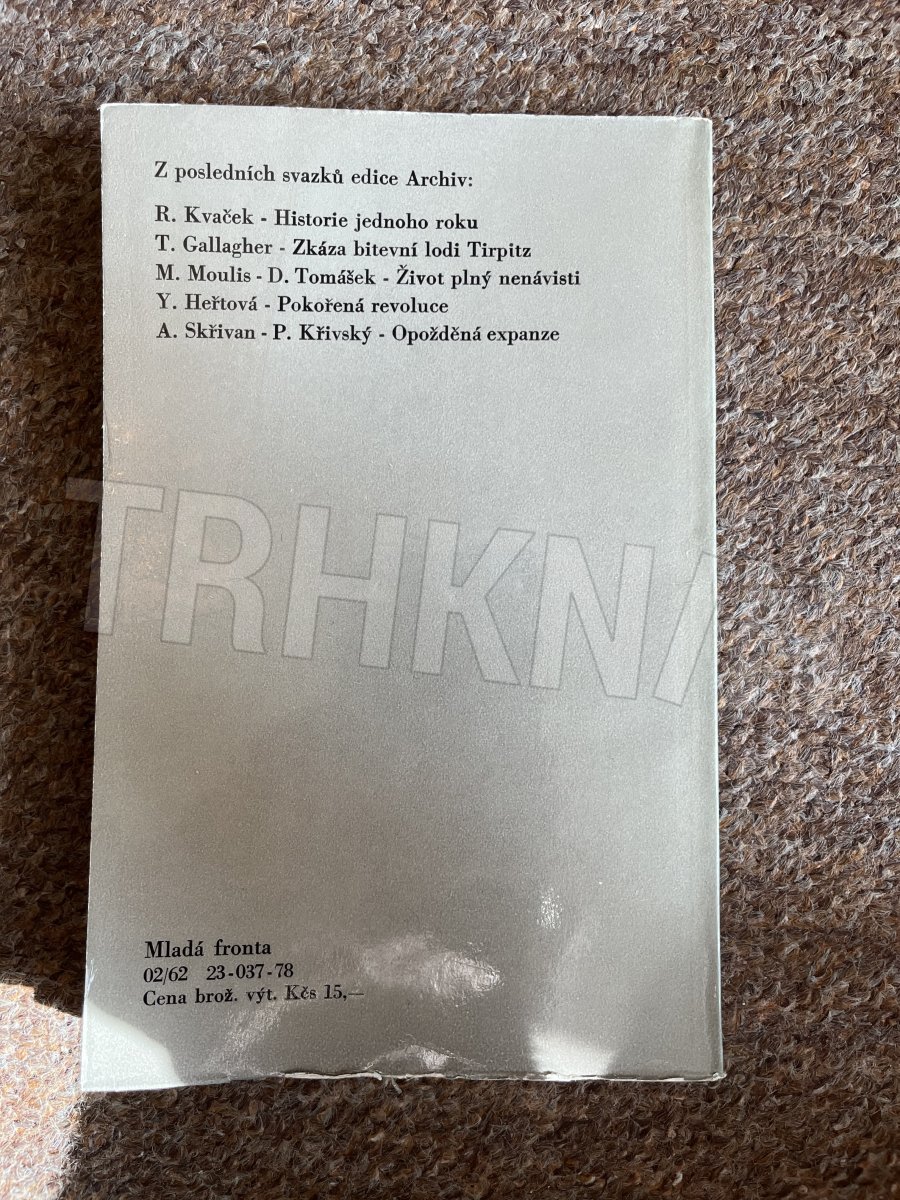 Z posledních svazků edice Archiv:
R. Kvaček - Historie jednoho roku
T. Gallagher - Zkáza bitevní lodi Tirpitz
M. Moulis - D. Tomášek - Život plný nenávisti
Y. Heřtová - Pokořená revoluce
A. Skřivan - P. Křivský - Opožděná expanze
TRHKNA
Mladá fronta
02/62 23-037-78
Cena brož. výt. Kčs 15,—